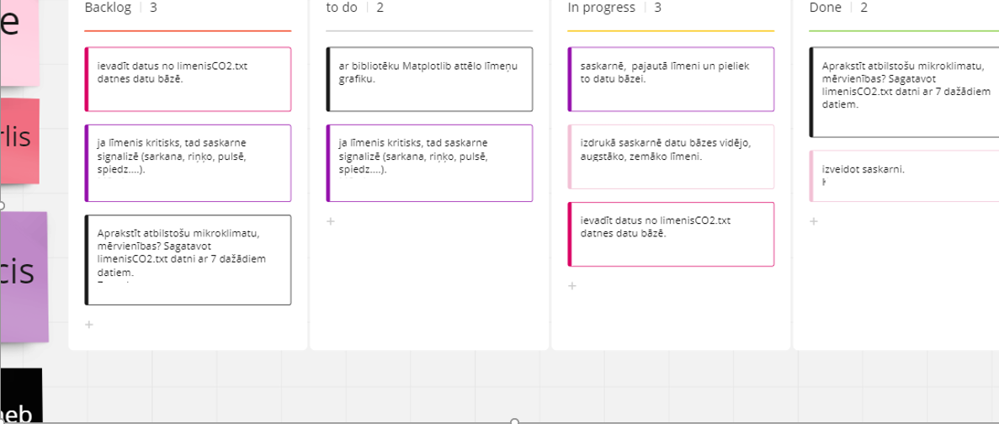 e
rlis
cis
eb
Backlog 3
ievadīt datus no limenisCO2.txt
datnes datu bāzē.
ja līmenis kritisks, tad saskarne
signalizē (sarkana, riņķo, pulsē,
spiedz....).
Aprakstīt atbilstošu mikroklimatu,
mērvienības? Sagatavot
limenisCO2.txt datni ar 7 dažādiem
datiem.
+
to do 2
ar bibliotēku Matplotlib attēlo līmeņu
grafiku.
ja līmenis kritisks, tad saskarne
signalizē (sarkana, riņķo, pulsē,
spiedz....).
+
In progress 3
saskarnē, pajautā līmeni un pieliek
to datu bāzei.
izdrukā saskarnē datu bāzes vidējo,
augstāko, zemāko līmeni.
ievadīt datus no limenisCO2.txt
datnes datu bāzē.
+
Done 2
Aprakstīt atbilstošu mikroklimatu,
mērvienības? Sagatavot
limenisCO2.txt datni ar 7 dažādiem
datiem.
izveidot saskarni.
+